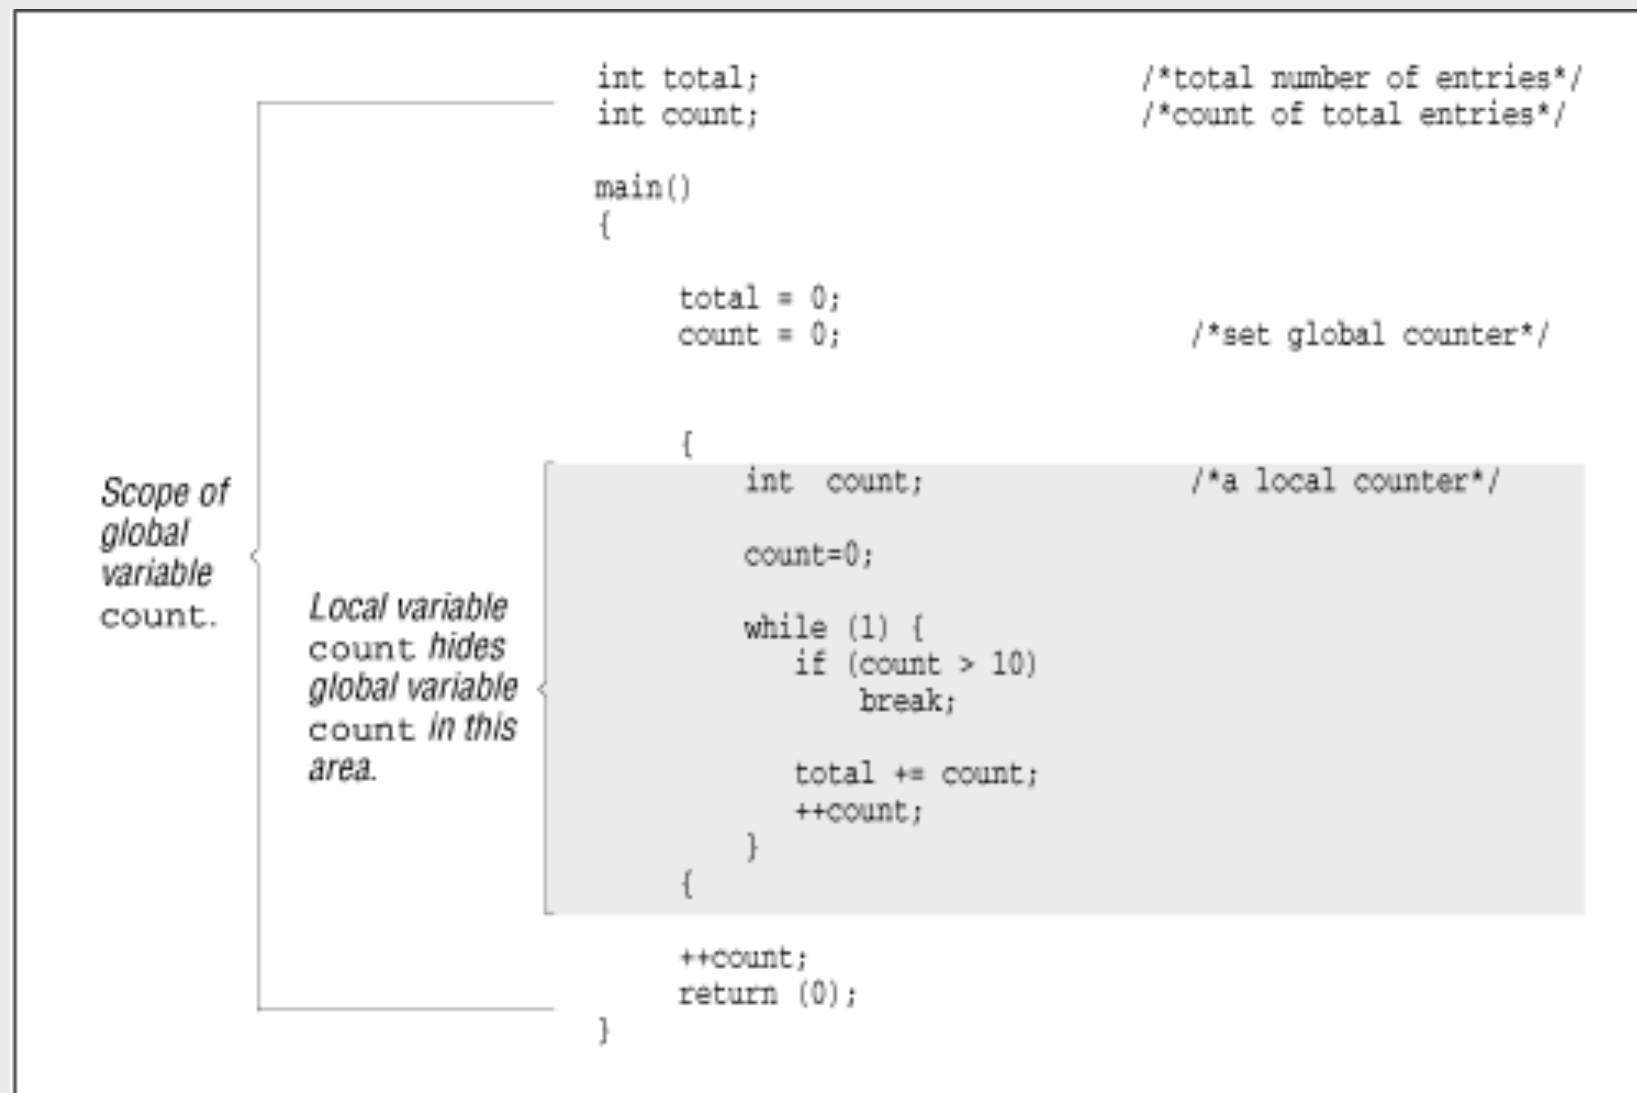 int total; /*total number of entries*/
int count; /*count of total entries*/
main()
{
total = 0;
count = 0; /*set global counter*/
{
int count; /*a local counter*/
count=0;
while (1) {
if (count > 10)
break;
total += count;
++count;
}
{
++count;
return (0);
}
Scope of
global
variable
count.
Local variable
count hides
global variable
count in this
area.